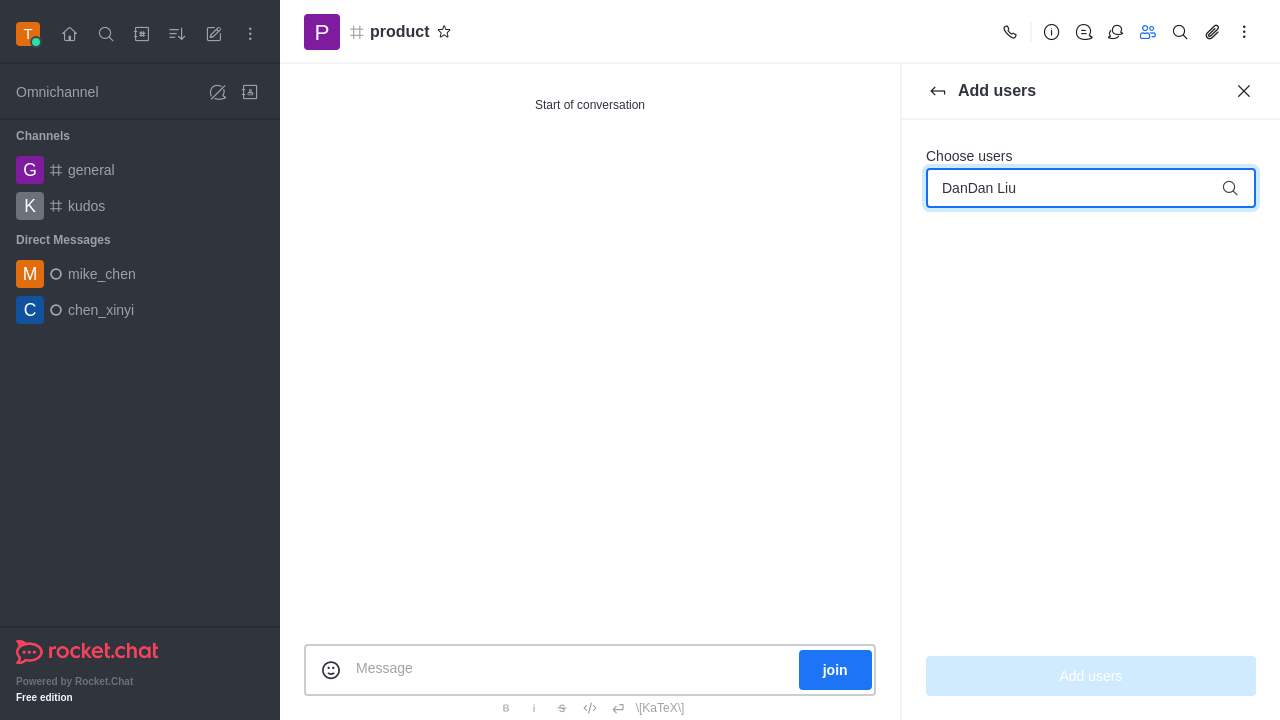 T
Omnichannel
Channels
G general
K kudos
Direct Messages
M mike_chen
C chen_xinyi
rocket.chat
Powered by Rocket.Chat
Free edition
P product
Start of conversation
Message
join
B i S \[KaTeX\]
Add users
Choose users
DanDan Liu
Add users